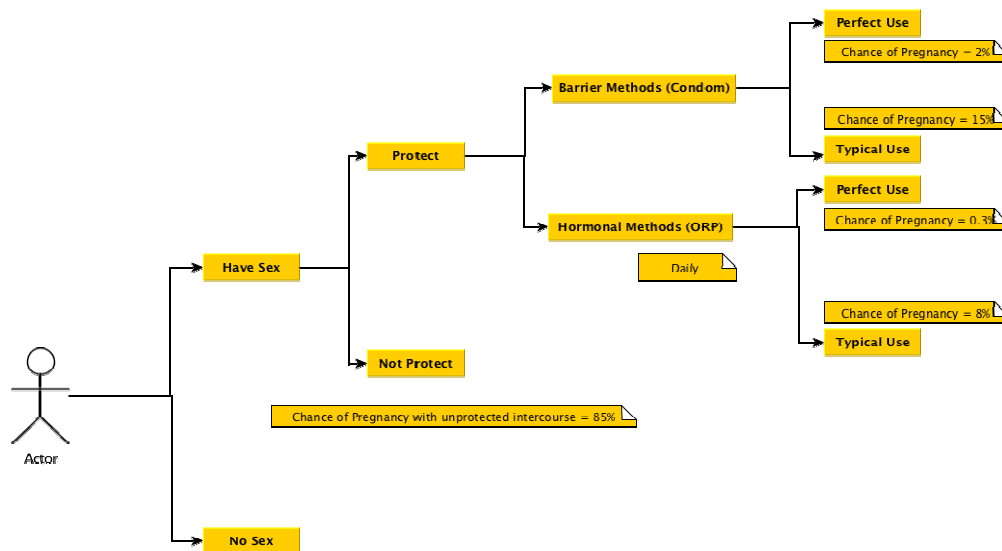 Perfect Use
Chance of Pregnancy = 2%
Barrier Methods (Condom)
Chance of Pregnancy = 15%
Typical Use
Protect
Perfect Use
Chance of Pregnancy = 0.3%
Hormonal Methods (ORP)
Daily
Have Sex
Chance of Pregnancy = 8%
Typical Use
Not Protect
Chance of Pregnancy with unprotected intercourse = 85%
Actor
No Sex